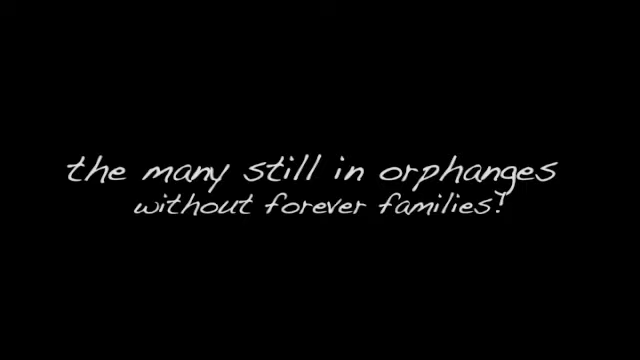 the many still in orphanges
without forever families!